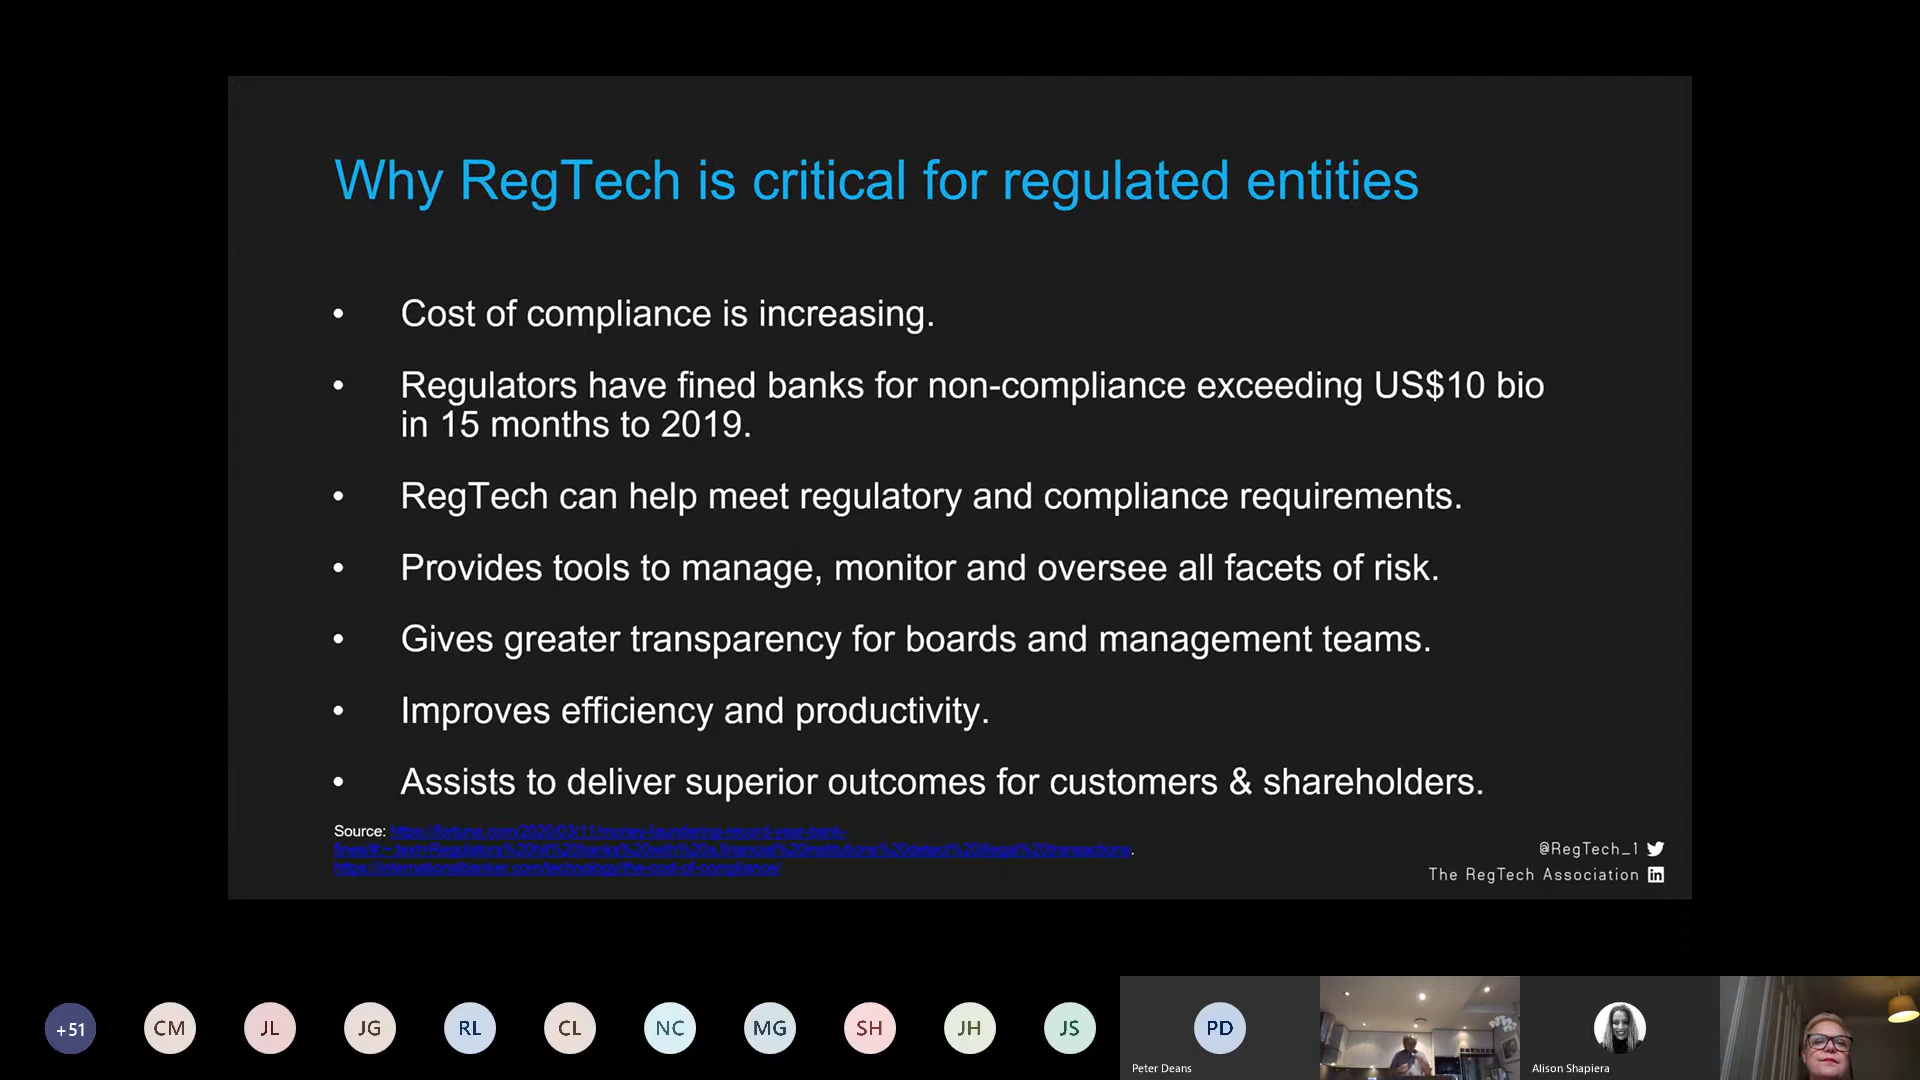 Why RegTech is critical for regulated entities
• Cost of compliance is increasing.
• Regulators have fined banks for non-compliance exceeding US$10 bio
in 15 months to 2019.
• RegTech can help meet regulatory and compliance requirements.
• Provides tools to manage, monitor and oversee all facets of risk.
• Gives greater transparency for boards and management teams.
• Improves efficiency and productivity.
• Assists to deliver superior outcomes for customers & shareholders.
Source: https://fortune.com/2020/03/11/money-laundering-record-year-bank-
fines/#:~:text=Regulators%20hit%20banks%20with%20a,financial%20institutions%20detect%20illegal%20transactions.
https://internationalbanker.com/technology/the-cost-of-compliance/
@RegTech_1
The RegTech Association in
+51
CM
JL
JG
RL
CL
NC
MG
SH
JH
JS
PD
Peter Deans
Alison Shapiera